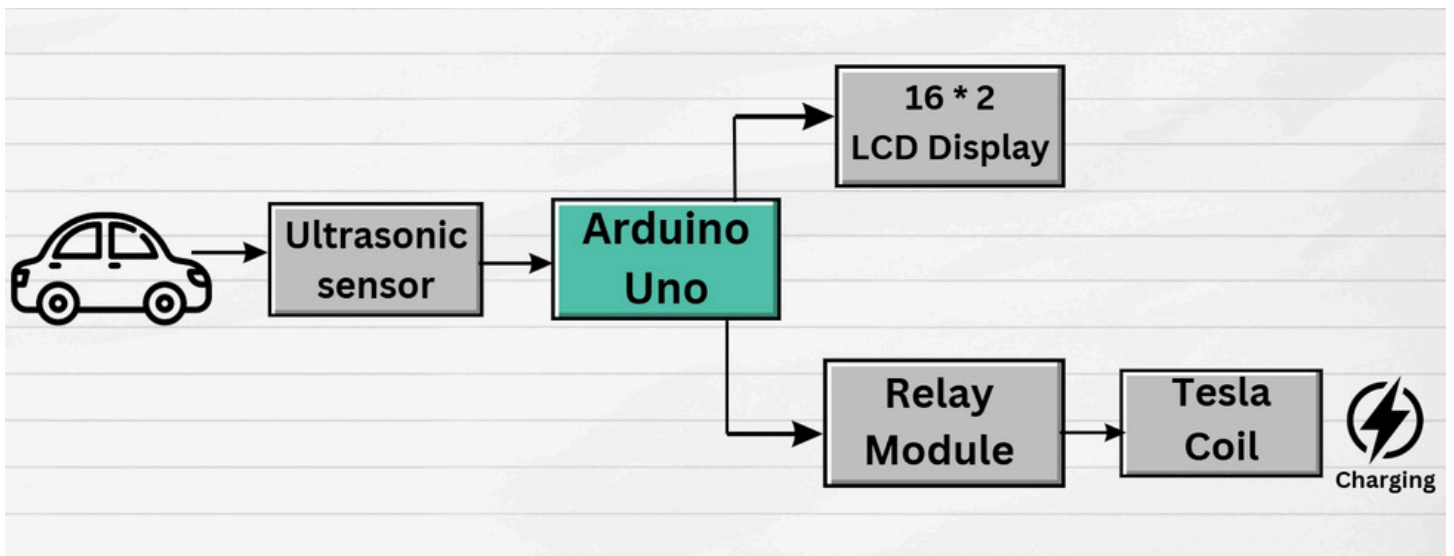 16 * 2
LCD Display
Ultrasonic
sensor
Arduino
Uno
Relay
Module
Tesla
Coil
Charging